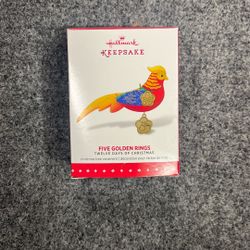 Hallmark
KEEPSAKE
FIVE GOLDEN RINGS
TWELVE DAYS OF CHRISTMAS